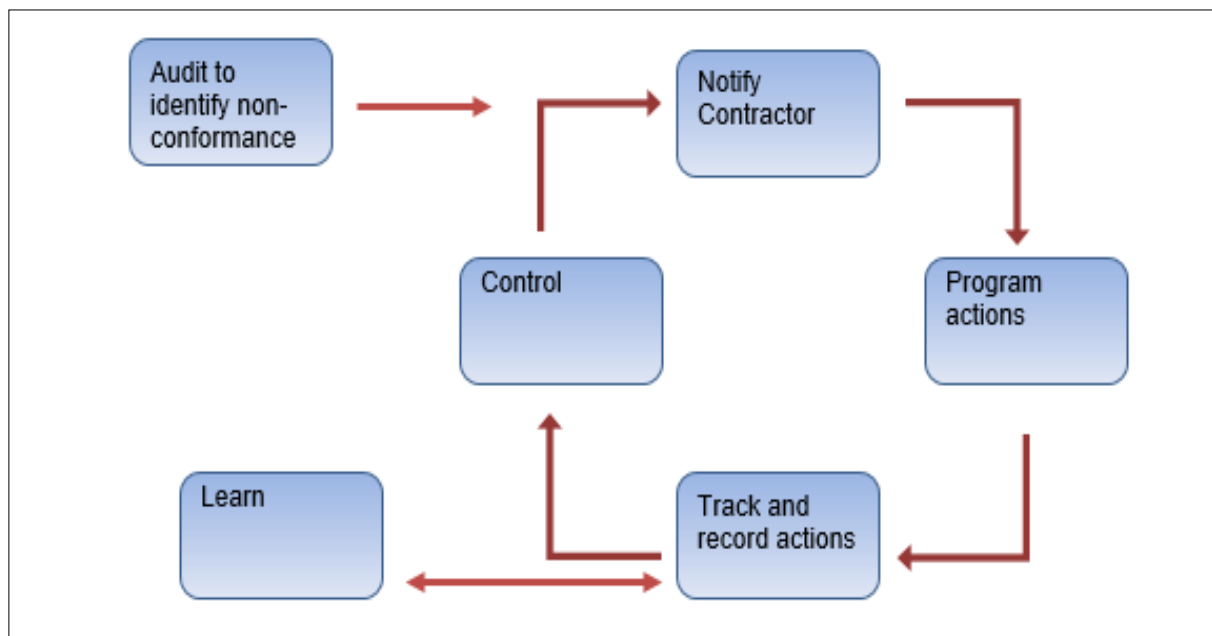 Audit to
identify non-
conformance
Notify
Contractor
Control
Program
actions
Learn
Track and
record actions